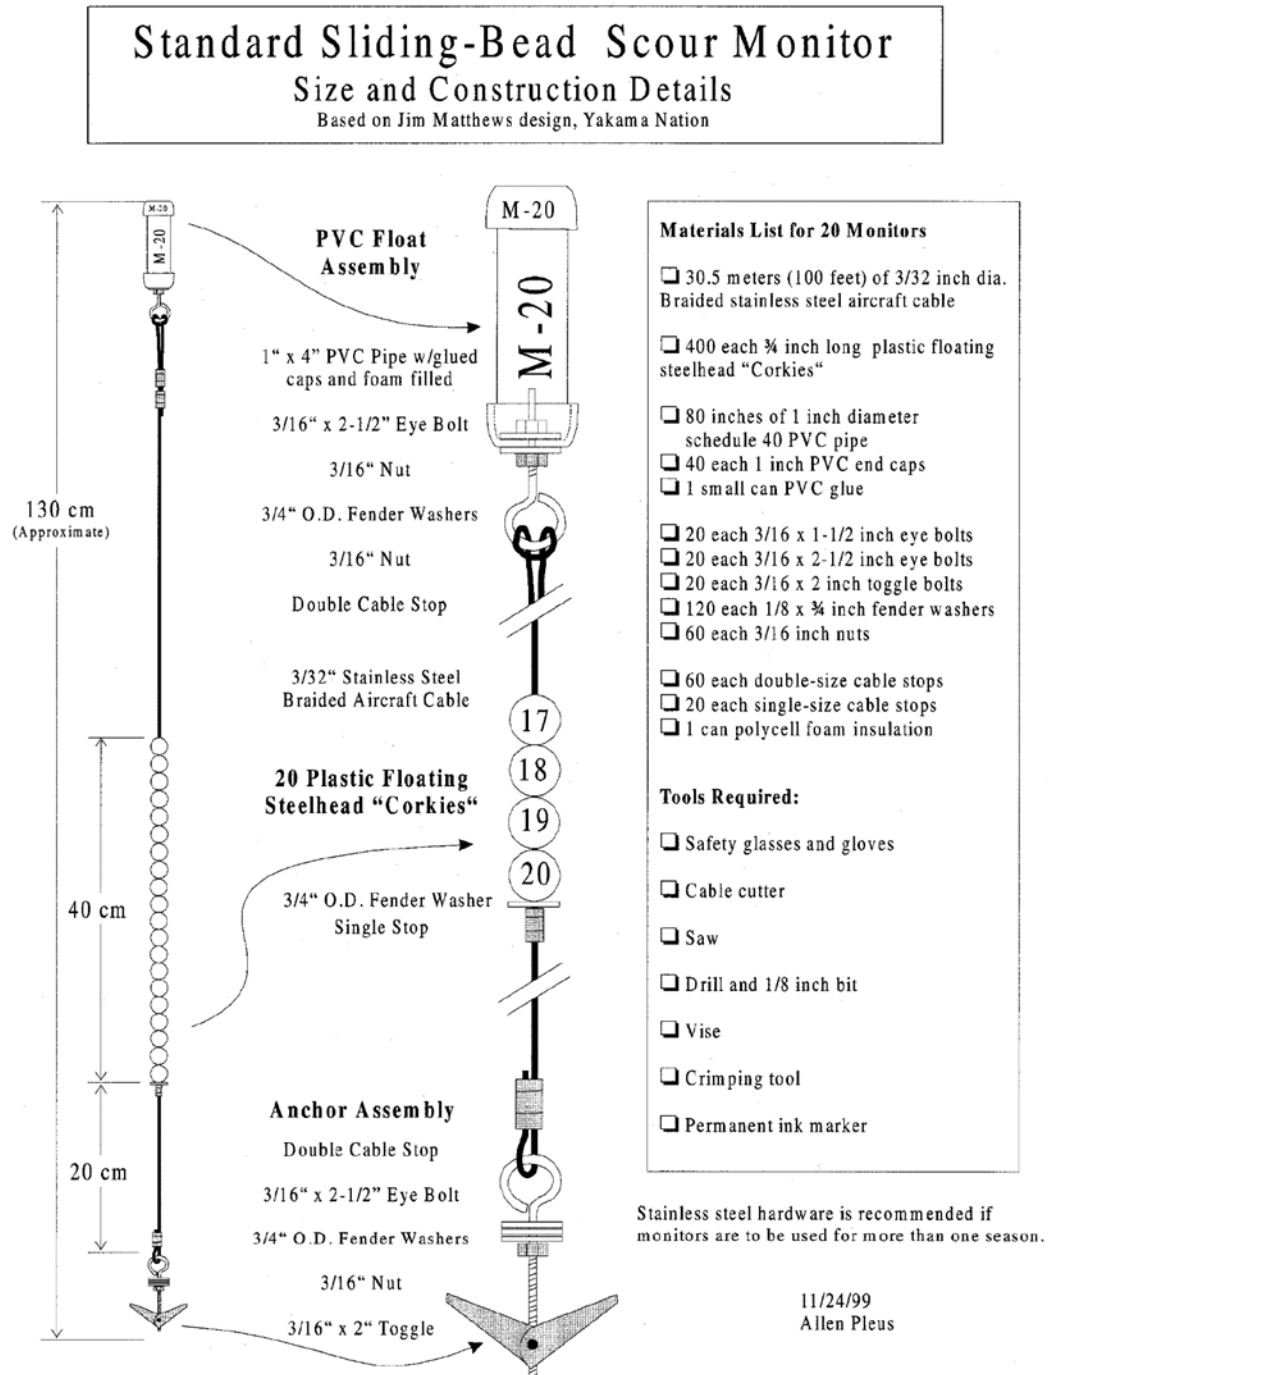 Standard Sliding-Bead Scour Monitor
Size and Construction Details
Based on Jim Matthews design, Yakama Nation
M-20
M-20
130 cm
(Approximate)
40 cm
20 cm
PVC Float
Assembly
1“ x 4” PVC Pipe w/glued
caps and foam filled
3/16“ x 2-1/2” Eye Bolt
3/16“ Nut
3/4“ O.D. Fender Washers
3/16“ Nut
Double Cable Stop
3/32“ Stainless Steel
Braided Aircraft Cable
20 Plastic Floating
Steelhead “Corkies“
3/4“ O.D. Fender Washer
Single Stop
Anchor Assembly
Double Cable Stop
3/16“ x 2-1/2” Eye Bolt
3/4“ O.D. Fender Washers
3/16“ Nut
3/16“ x 2“ Toggle
M-20
M-20
17
18
19
20
Materials List for 20 Monitors
❏ 30.5 meters (100 feet) of 3/32 inch dia.
Braided stainless steel aircraft cable
❏ 400 each ¾ inch long plastic floating
steelhead “Corkies“
❏ 80 inches of 1 inch diameter
schedule 40 PVC pipe
❏ 40 each 1 inch PVC end caps
❏ 1 small can PVC glue
❏ 20 each 3/16 x 1-1/2 inch eye bolts
❏ 20 each 3/16 x 2-1/2 inch eye bolts
❏ 20 each 3/16 x 2 inch toggle bolts
❏ 120 each 1/8 x ¾ inch fender washers
❏ 60 each 3/16 inch nuts
❏ 60 each double-size cable stops
❏ 20 each single-size cable stops
❏ 1 can polycell foam insulation
Tools Required:
❏ Safety glasses and gloves
❏ Cable cutter
❏ Saw
❏ Drill and 1/8 inch bit
❏ Vise
❏ Crimping tool
❏ Permanent ink marker
Stainless steel hardware is recommended if
monitors are to be used for more than one season.
11/24/99
Allen Pleus